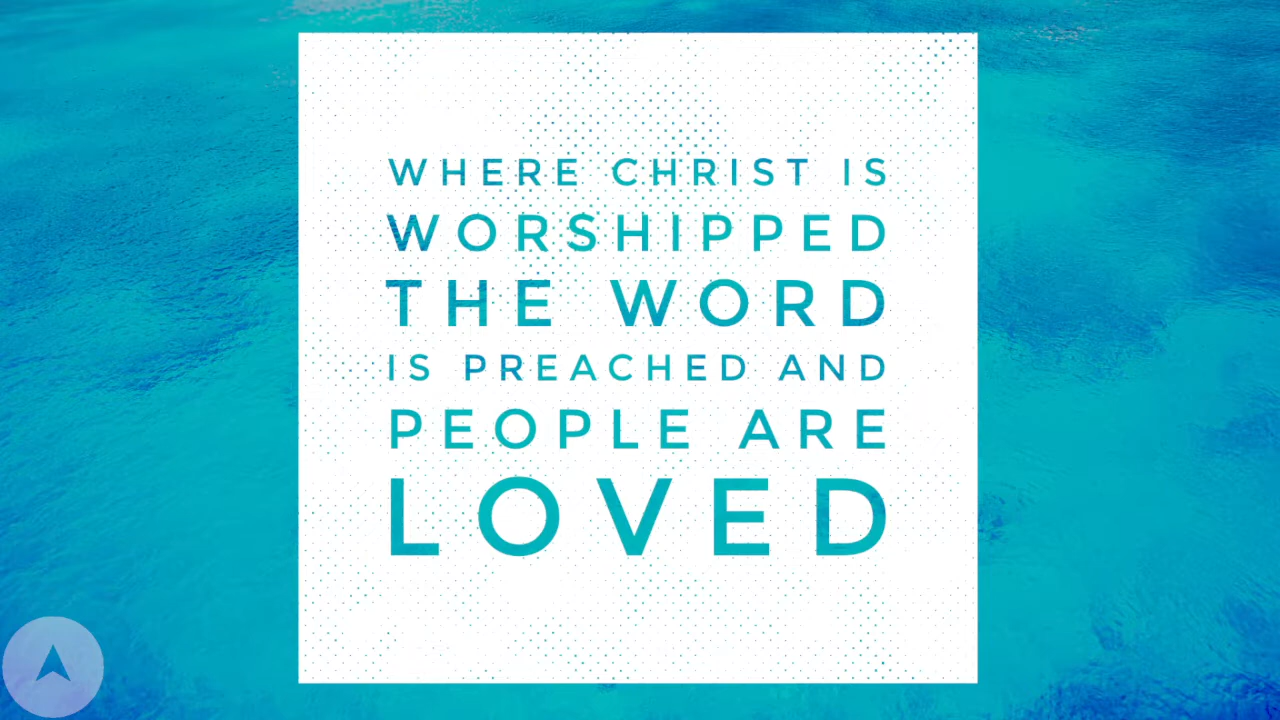 WHERE CHRIST IS
WORSHIPPED
THE WORD
IS PREACHED AND
PEOPLE ARE
LOVED